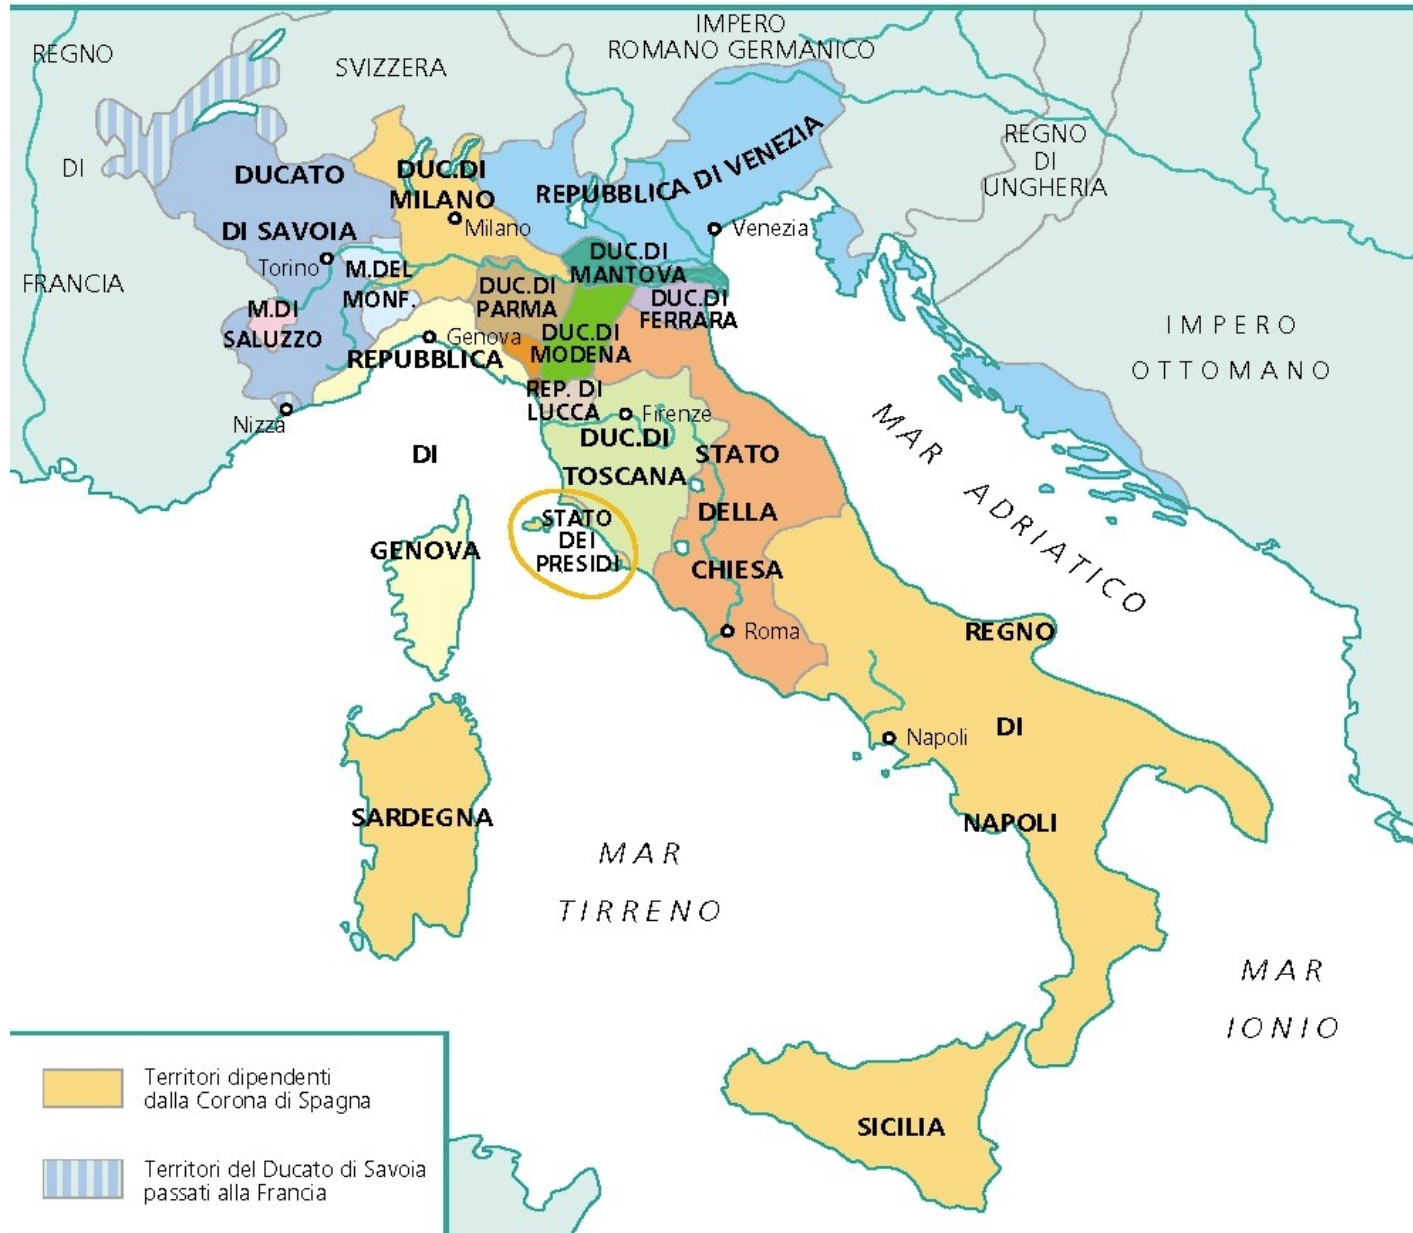 REGNO
DI
FRANCIA
SVIZZERA
IMPERO
ROMANO GERMANICO
REGNO
DI
UNGHERIA
IMPERO
OTTOMANO
DUCATO
DI SAVOIA
Torino
DUC.DI
MILANO
Milano
REPUBBLICA DI VENEZIA
Venezia
M.DEL
MONF.
M.DI
SALUZZO
Nizza
DUC.DI
MANTOVA
DUC.DI
PARMA
DUC.DI
FERRARA
DUC.DI
MODENA
Genova
REPUBBLICA
DI
GENOVA
REP. DI
LUCCA
Firenze
DUC.DI
TOSCANA
STATO
DELLA
CHIESA
Roma
STATO
DEI
PRESIDI
MAR ADRIATICO
REGNO
DI
NAPOLI
Napoli
SARDEGNA
MAR
TIRRENO
MAR
IONIO
SICILIA
Territori dipendenti
dalla Corona di Spagna
Territori del Ducato di Savoia
passati alla Francia